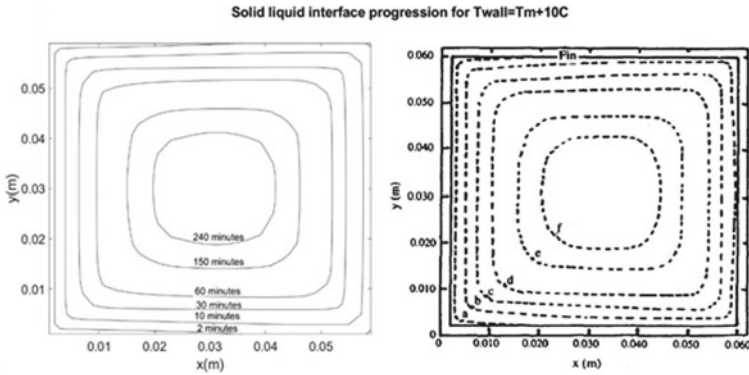 Solid liquid interface progression for Twall=Tm+10C
0.05
0.04
0.03
0.02
0.01
y(m)
240 minutes
150 minutes
60 minutes
30 minutes
10 minutes
2 minutes
0.01 0.02 0.03 0.04 0.05
x(m)
0.060
0.050
0.040
0.030
0.020
0.010
0
y (m)
Fin
f
e
d
c
b
a
0 0.010 0.020 0.030 0.040 0.050 0.060
x (m)